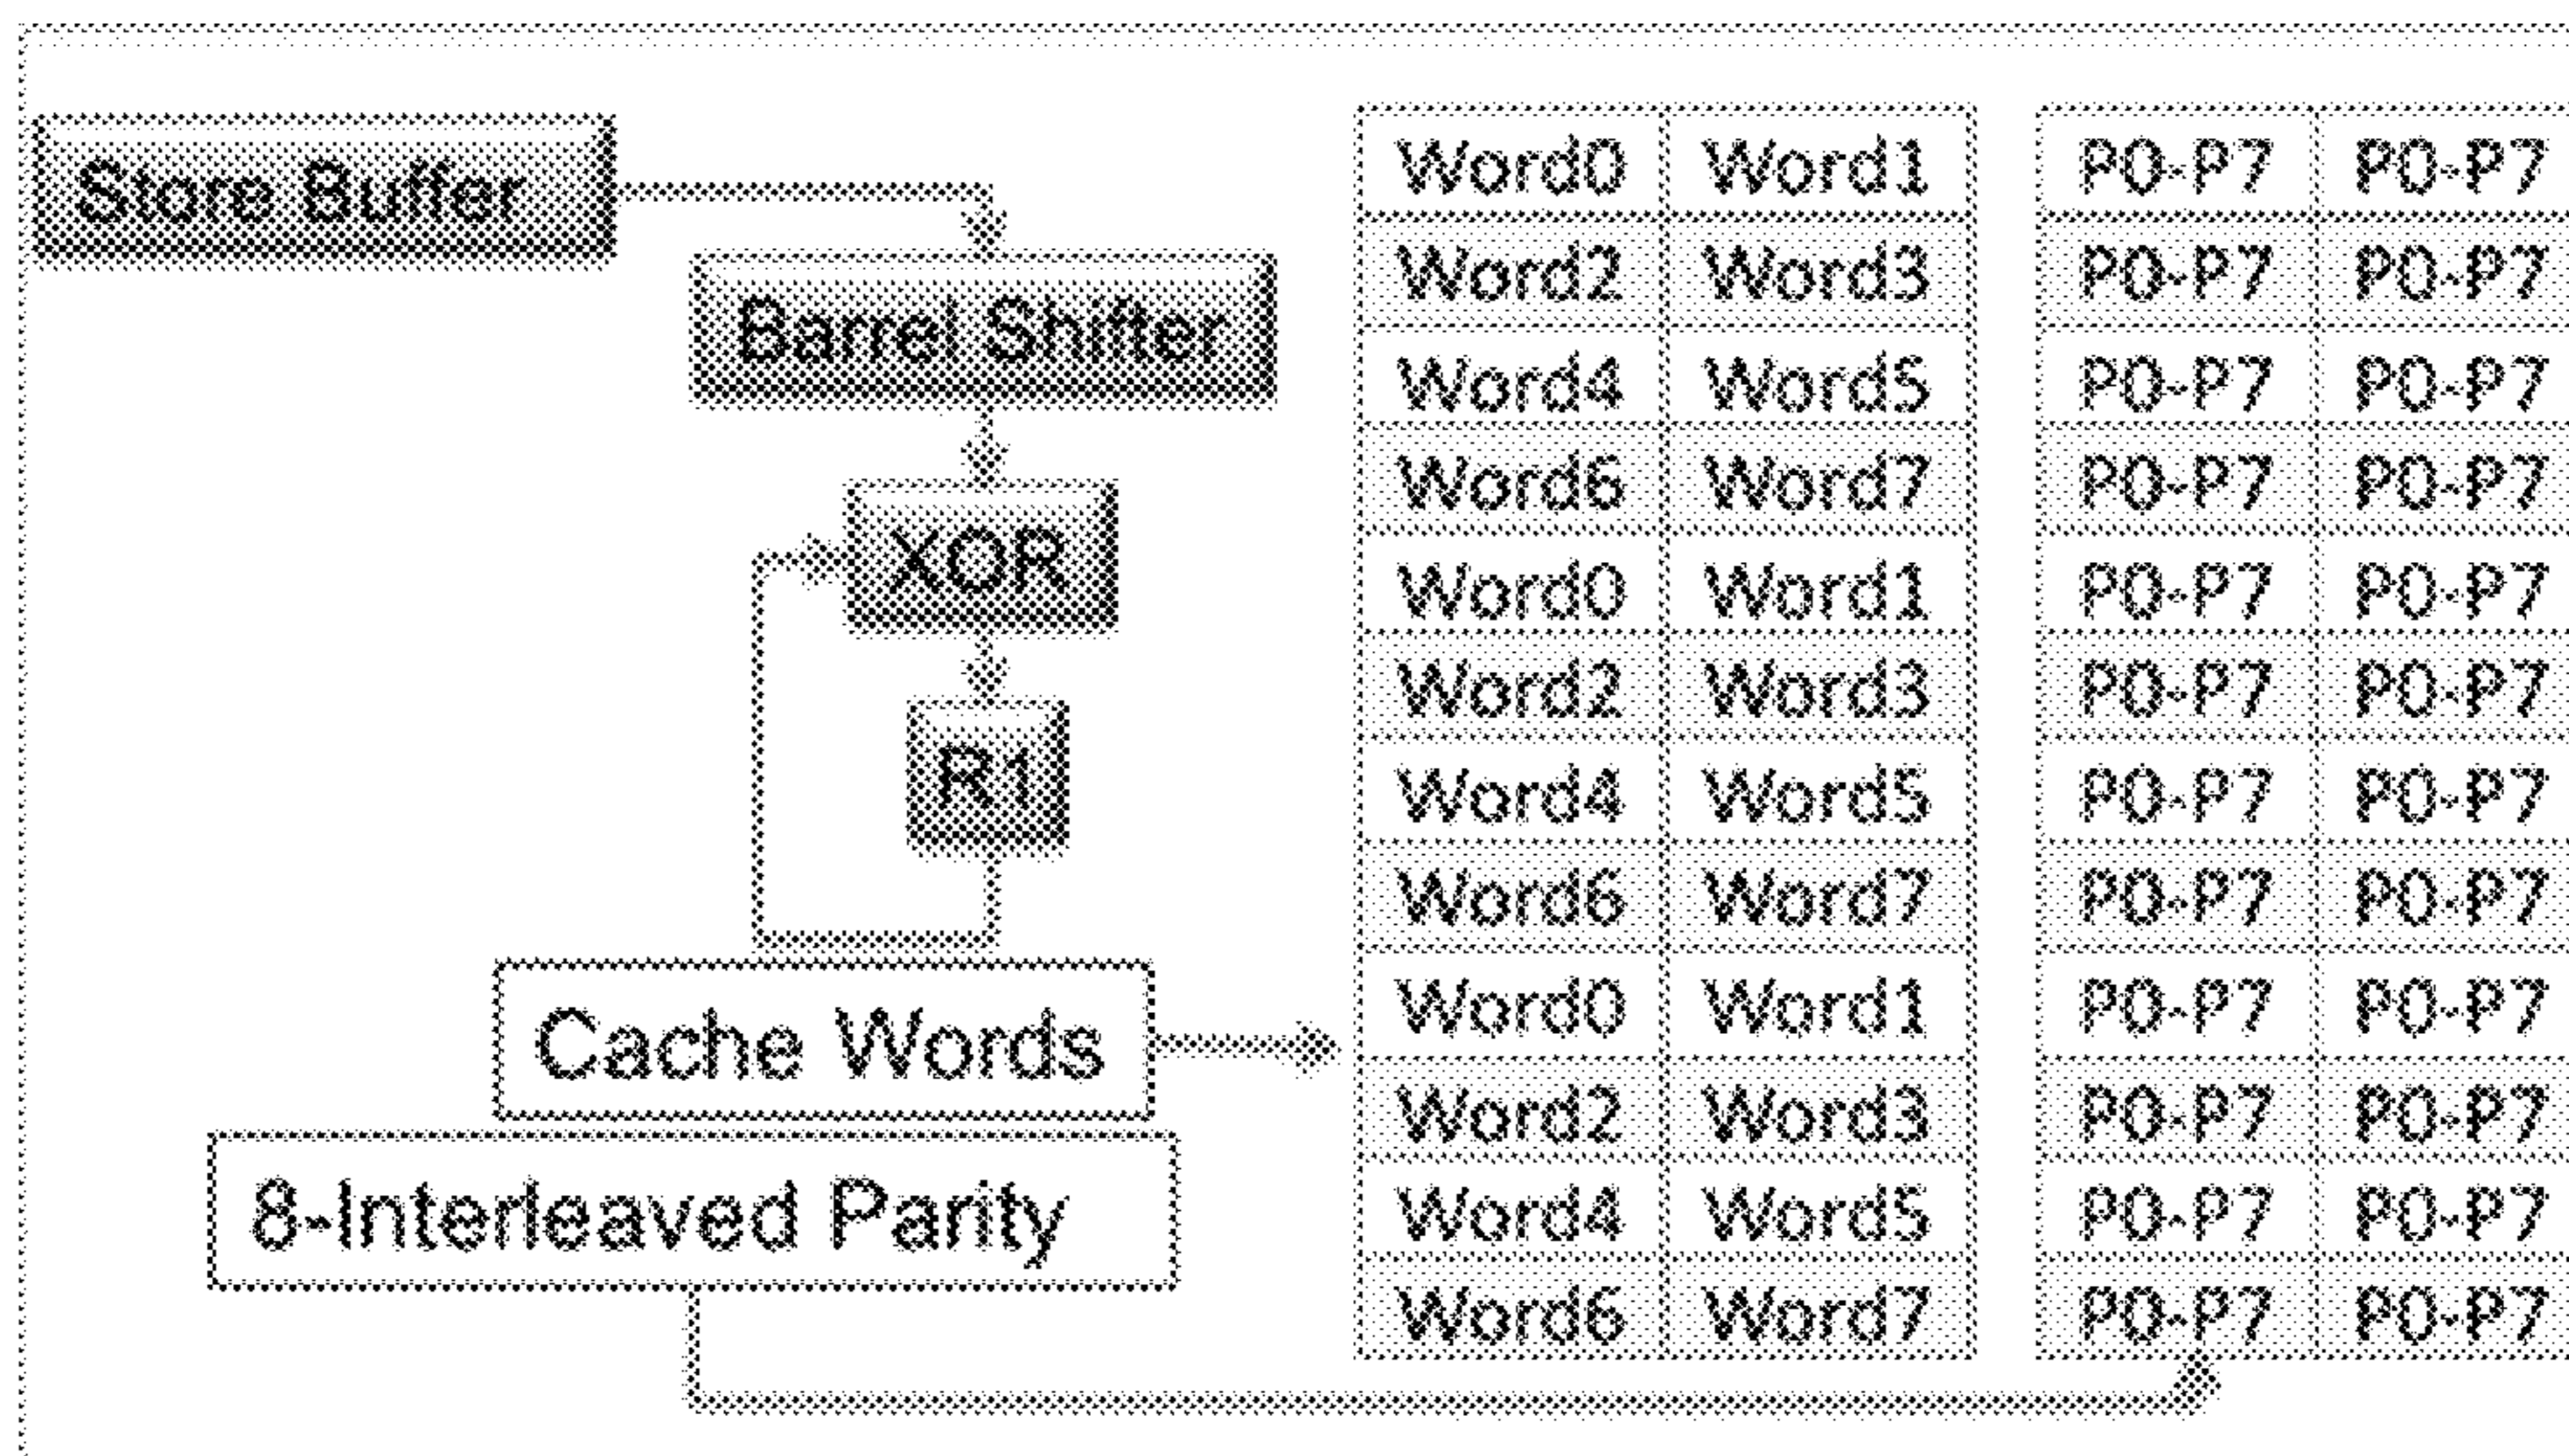 Store Buffer
Barrel Shifter
XOR
R1
Cache Words
8-Interleaved Parity
Word0 Word1 P0-P7 P0-P7
Word2 Word3 P0-P7 P0-P7
Word4 Word5 P0-P7 P0-P7
Word6 Word7 P0-P7 P0-P7
Word0 Word1 P0-P7 P0-P7
Word2 Word3 P0-P7 P0-P7
Word4 Word5 P0-P7 P0-P7
Word6 Word7 P0-P7 P0-P7
Word0 Word1 P0-P7 P0-P7
Word2 Word3 P0-P7 P0-P7
Word4 Word5 P0-P7 P0-P7
Word6 Word7 P0-P7 P0-P7